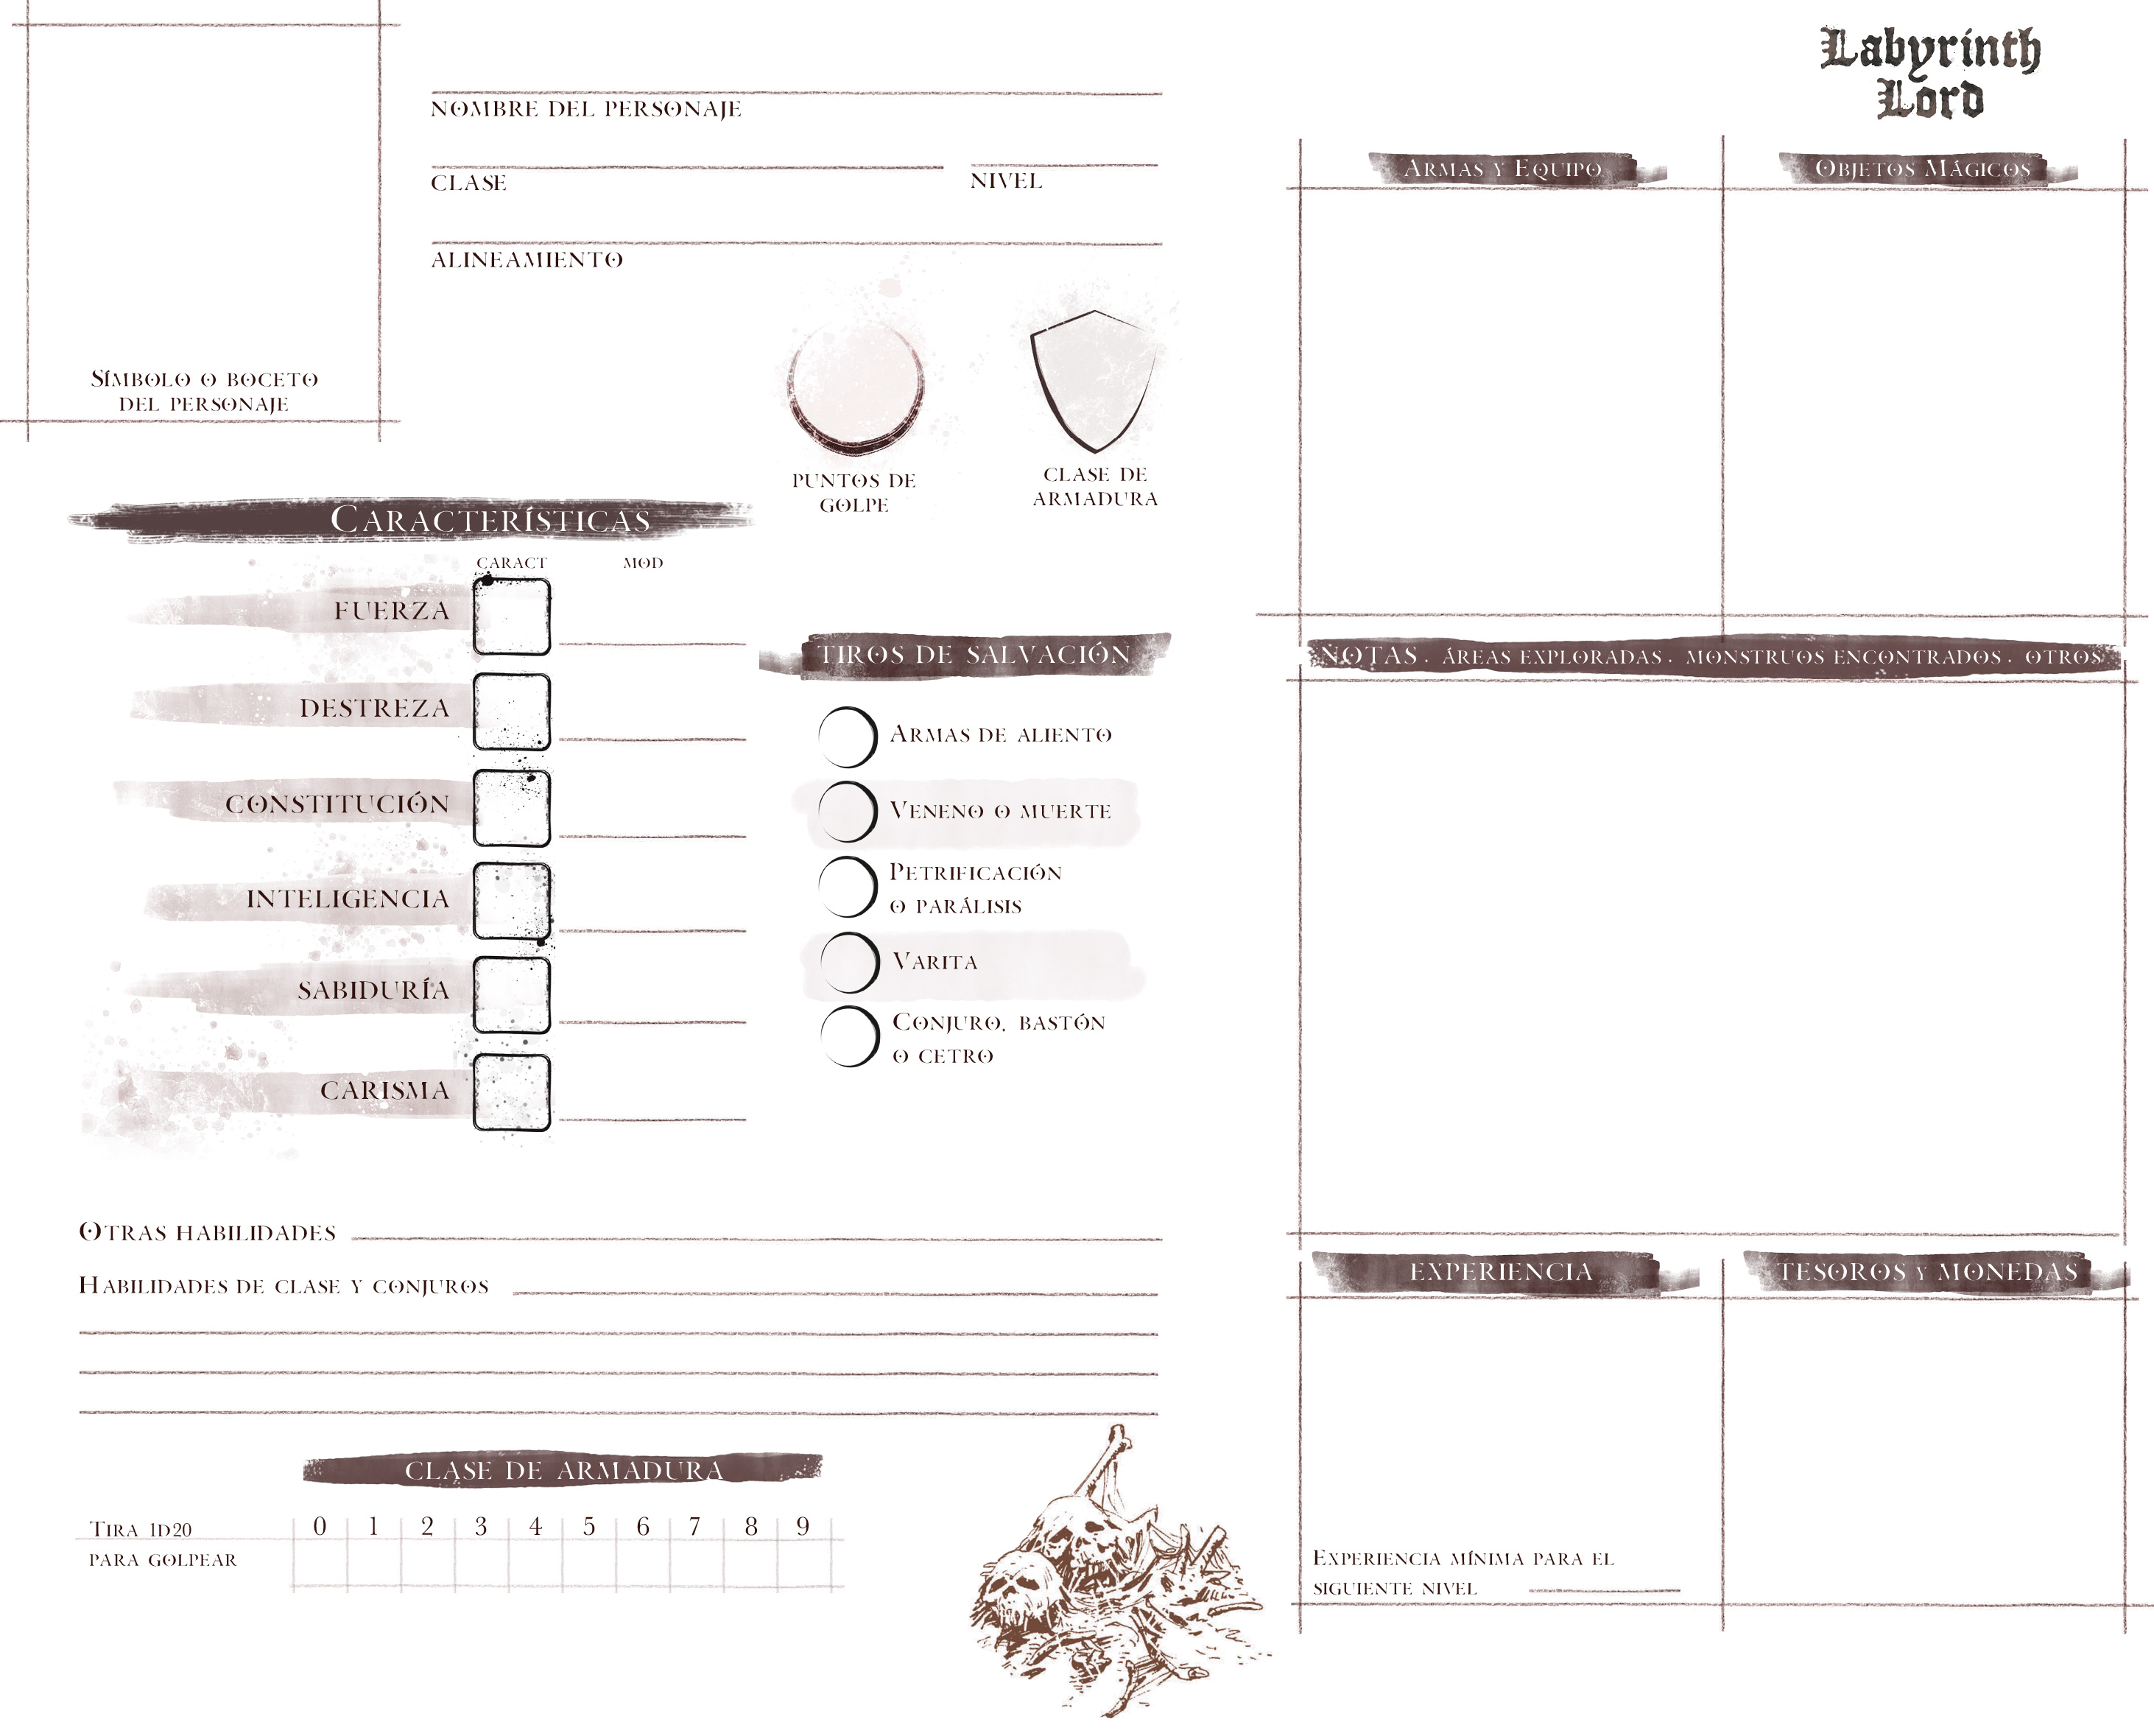 Labyrinth
Lord
NOMBRE DEL PERSONAJE
CLASE
NIVEL
ALINEAMIENTO
SÍMBOLO O BOCETO
DEL PERSONAJE
PUNTOS DE
GOLPE
CLASE DE
ARMADURA
CARACTERÍSTICAS
CARACT
MOD
FUERZA
DESTREZA
CONSTITUCIÓN
INTELIGENCIA
SABIDURÍA
CARISMA
TIROS DE SALVACIÓN
ARMAS DE ALIENTO
VENENO O MUERTE
PETRIFICACIÓN
O PARÁLISIS
VARITA
CONJURO, BASTÓN
O CETRO
OTRAS HABILIDADES
HABILIDADES DE CLASE Y CONJUROS
CLASE DE ARMADURA
TIRA 1D20
PARA GOLPEAR
0 1 2 3 4 5 6 7 8 9
ARMAS Y EQUIPO
OBJETOS MÁGICOS
NOTAS. ÁREAS EXPLORADAS. MONSTRUOS ENCONTRADOS. OTROS
EXPERIENCIA
TESOROS Y MONEDAS
EXPERIENCIA MÍNIMA PARA EL
SIGUIENTE NIVEL